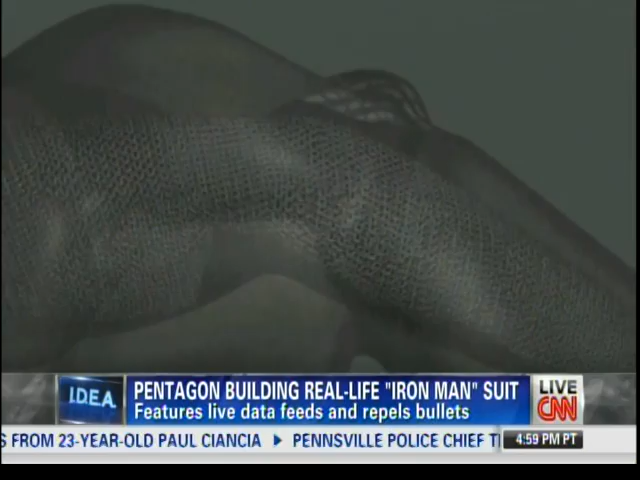 I.D.E.A.
PENTAGON BUILDING REAL-LIFE "IRON MAN" SUIT
Features live data feeds and repels bullets
LIVE
CNN
S FROM 23-YEAR-OLD PAUL CIANCIA ▶ PENNSVILLE POLICE CHIEF T
4:59 PM PT